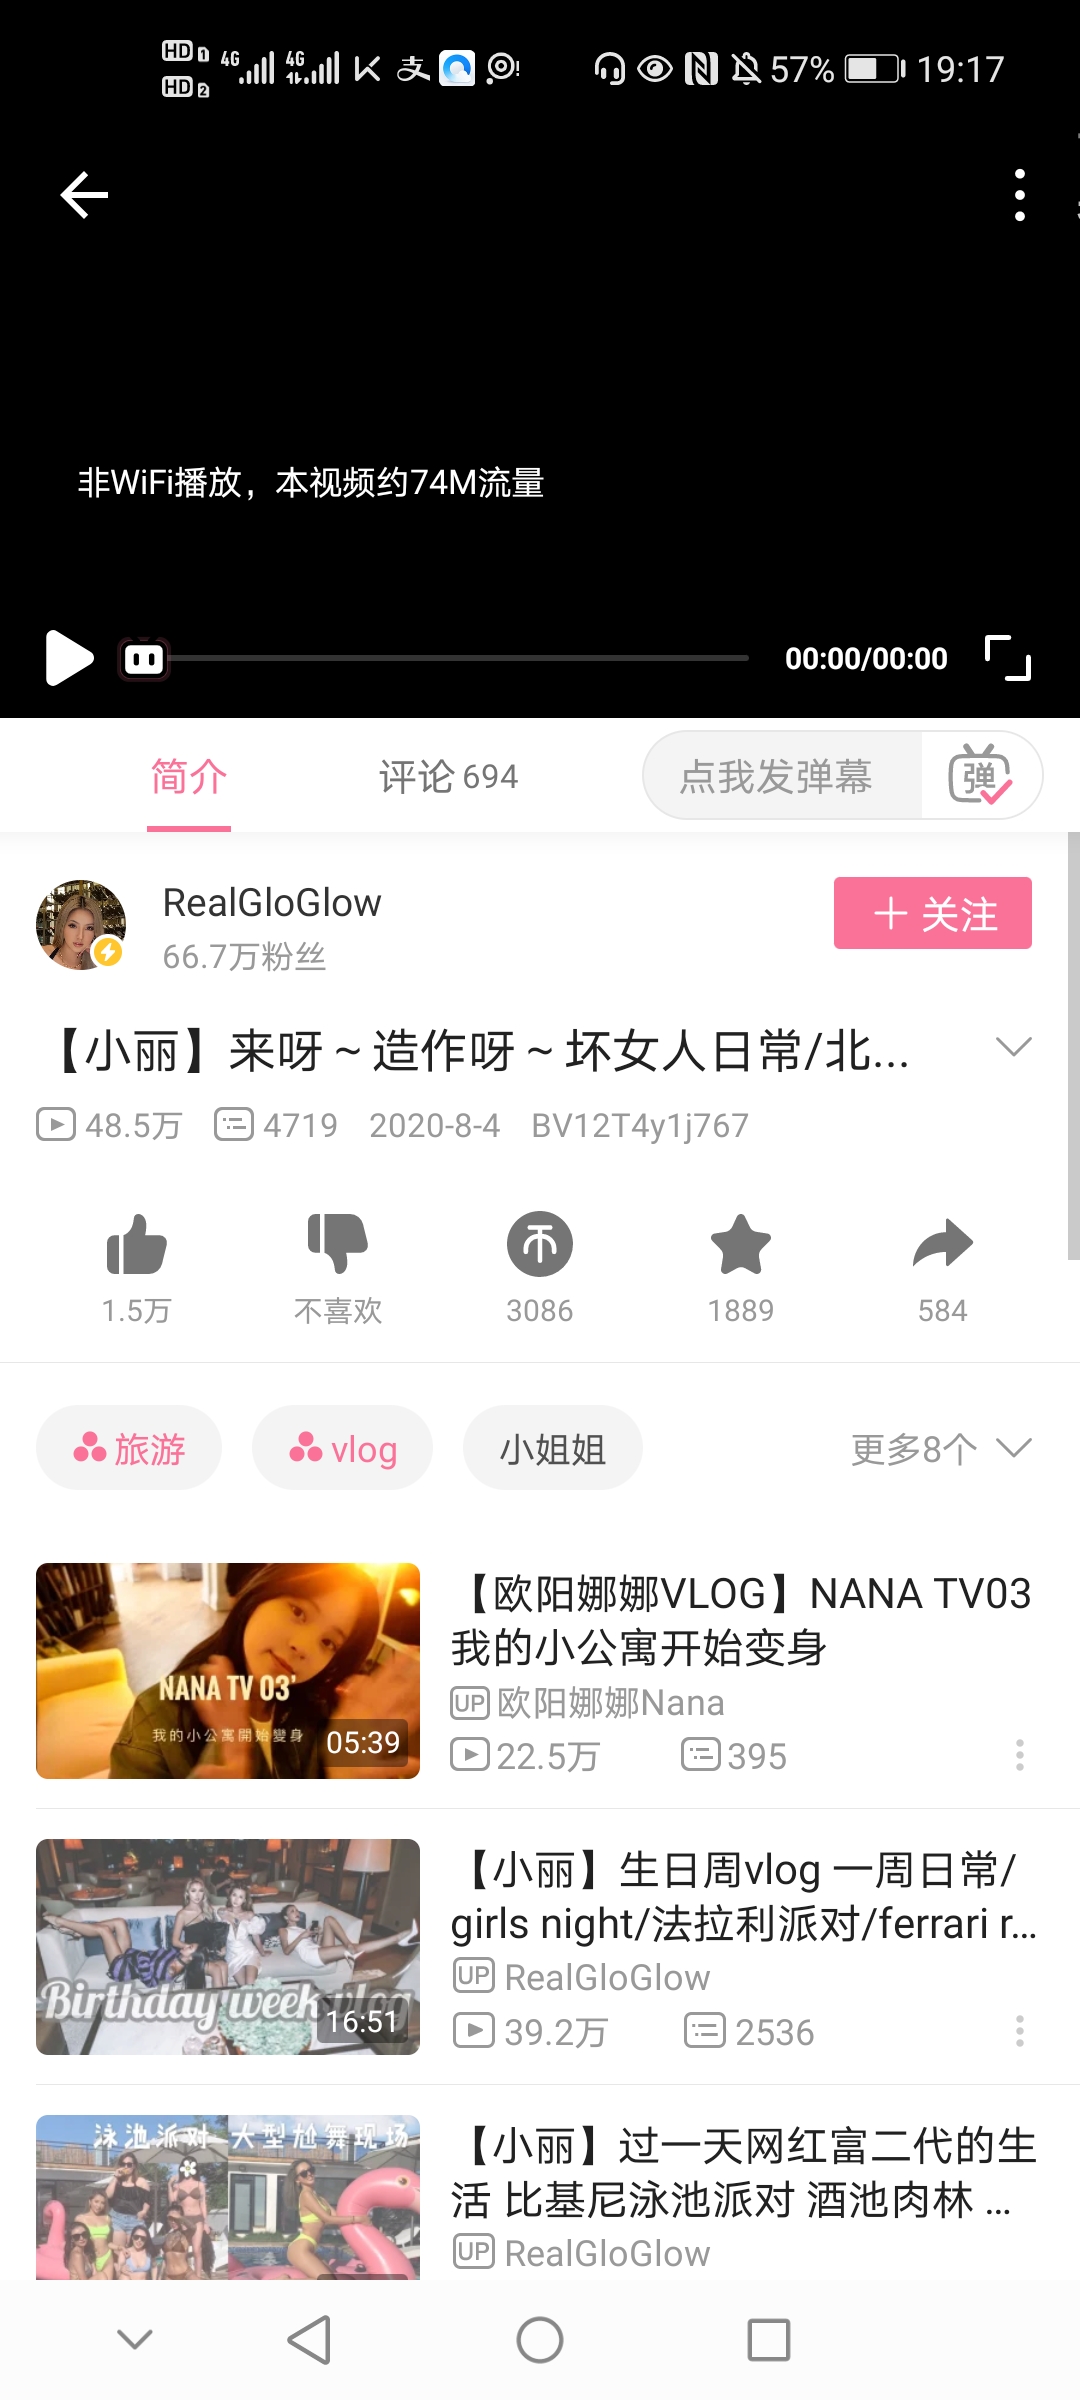 HD 1 4G 4G 57% 19:17
HD 2
非WiFi播放，本视频约74M流量
00:00/00:00
简介 评论 694 点我发弹幕 弹
RealGloGlow
66.7万粉丝
+ 关注
【小丽】来呀～造作呀～坏女人日常/北...
48.5万 4719 2020-8-4 BV12T4y1j767
1.5万 不喜欢 3086 1889 584
旅游 vlog 小姐姐 更多8个
NANA TV 03'
我的小公寓開始變身
05:39
【欧阳娜娜VLOG】NANA TV03
我的小公寓开始变身
UP 欧阳娜娜Nana
22.5万 395
Birthday week vlog
16:51
【小丽】生日周vlog 一周日常/
girls night/法拉利派对/ferrari r...
UP RealGloGlow
39.2万 2536
泳池派对 大型尬舞现场
【小丽】过一天网红富二代的生
活 比基尼泳池派对 酒池肉林 ...
UP RealGloGlow